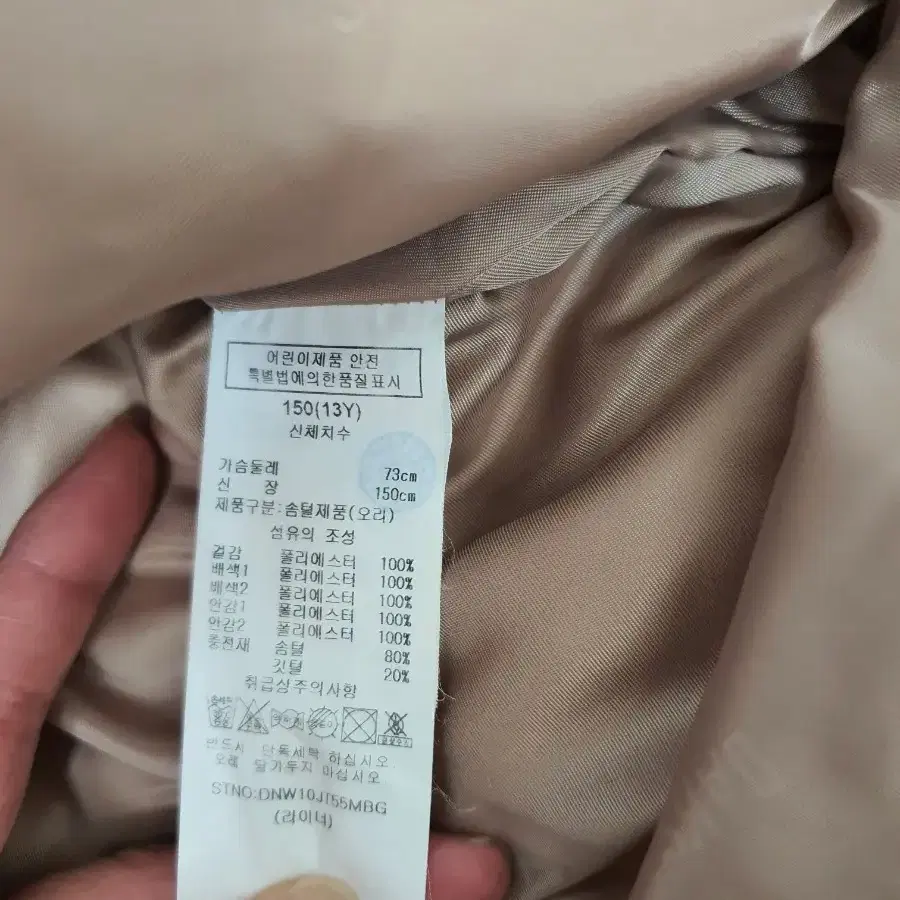 어린이제품 안전
특별법에의한품질표시
150(13Y)
신체치수
가슴둘레 73cm
신 장 150cm
제품구분:솜털제품(오리)
섬유의 조성
겉감 폴리에스터 100%
배색1 폴리에스터 100%
배색2 폴리에스터 100%
안감1 폴리에스터 100%
안감2 폴리에스터 100%
충전재 솜털 80%
깃털 20%
취급상주의사항
반드시 단독세탁 하십시오
오래 담가두지 마십시오
STNO:DNW10JT55MBG
(라이너)